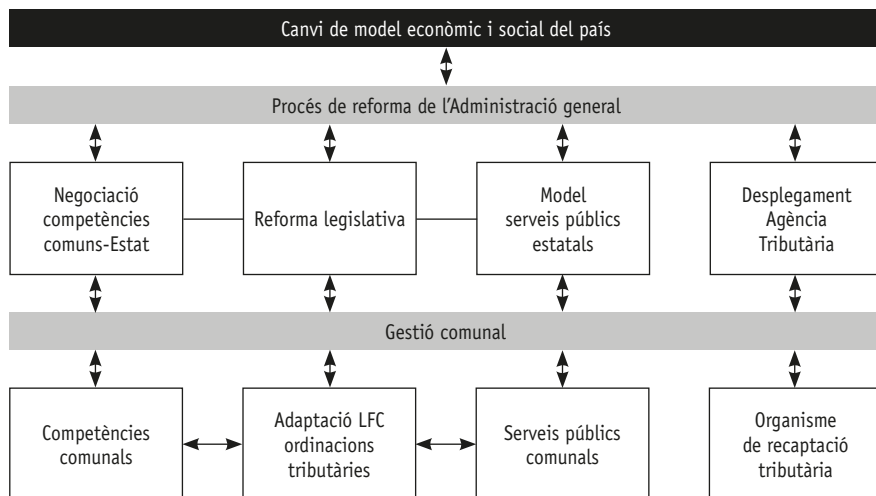 Canvi de model econòmic i social del país
Procés de reforma de l'Administració general
Negociació
competències
comuns-Estat
Reforma legislativa
Model
serveis públics
estatals
Desplegament
Agència
Tributària
Gestió comunal
Competències
comunals
Adaptació LFC
ordinacions
tributàries
Serveis públics
comunals
Organisme
de recaptació
tributària